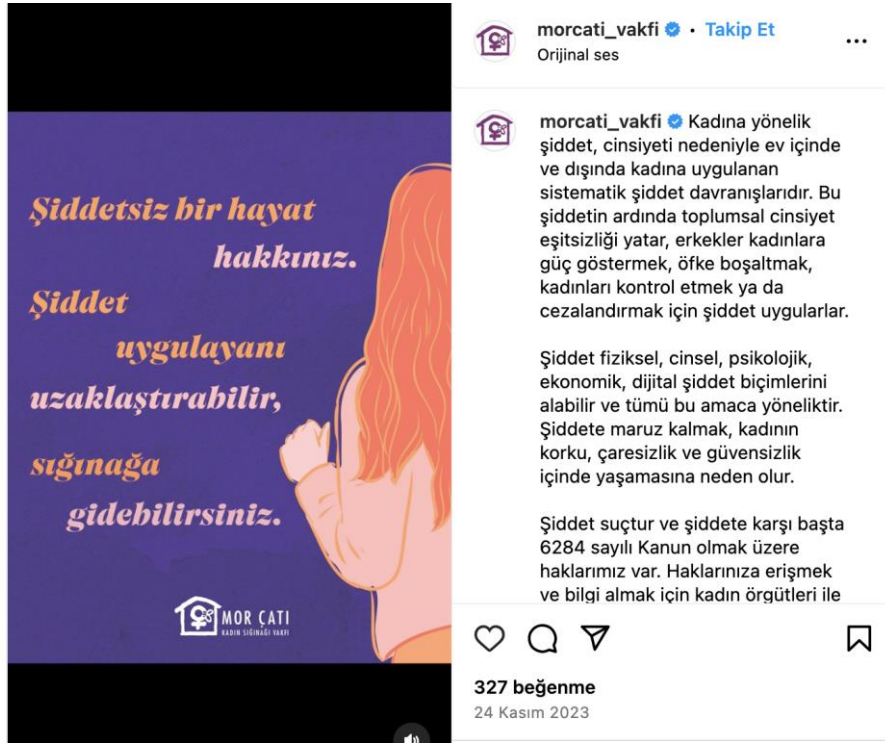 Şiddetsiz bir hayat
hakkınız.
Şiddet
uygulayanı
uzaklaştırabilir,
sığınağa
gidebilirsiniz.
MOR ÇATI
KADIN SIĞINAĞI VAKFI
morcati_vakfi • Takip Et
Orijinal ses
morcati_vakfi Kadına yönelik
şiddet, cinsiyeti nedeniyle ev içinde
ve dışında kadına uygulanan
sistematik şiddet davranışlarıdır. Bu
şiddetin ardında toplumsal cinsiyet
eşitsizliği yatar, erkekler kadınlara
güç göstermek, öfke boşaltmak,
kadınları kontrol etmek ya da
cezalandırmak için şiddet uygularlar.
Şiddet fiziksel, cinsel, psikolojik,
ekonomik, dijital şiddet biçimlerini
alabilir ve tümü bu amaca yöneliktir.
Şiddete maruz kalmak, kadının
korku, çaresizlik ve güvensizlik
içinde yaşamasına neden olur.
Şiddet suçtur ve şiddete karşı başta
6284 sayılı Kanun olmak üzere
haklarımız var. Haklarınıza erişmek
ve bilgi almak için kadın örgütleri ile
327 beğenme
24 Kasım 2023